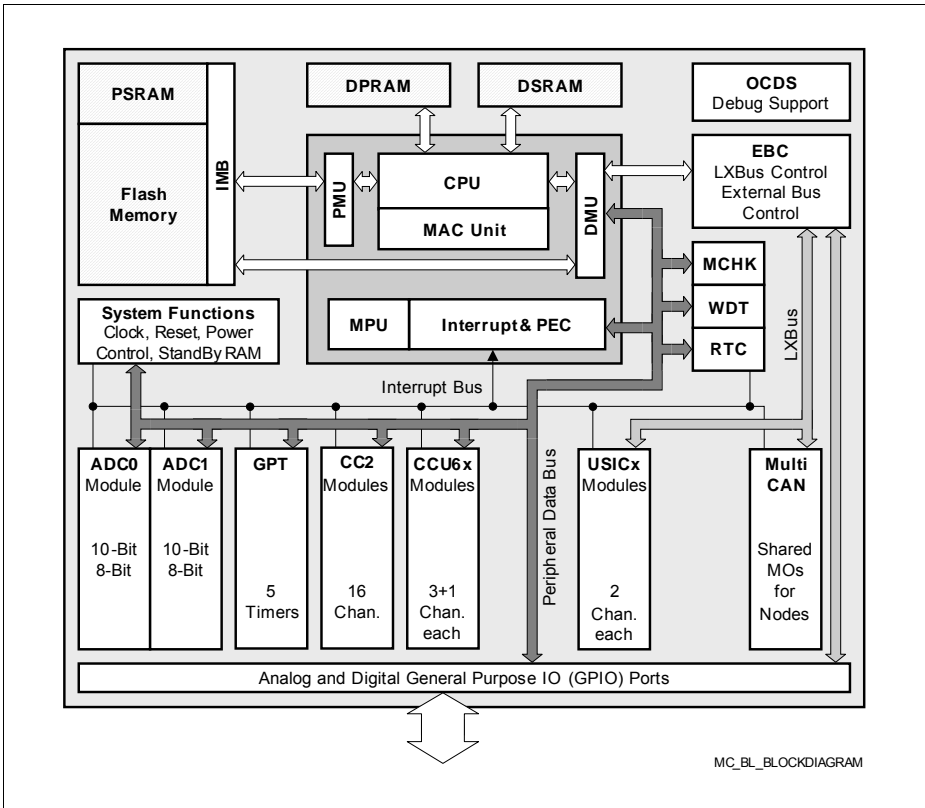 PSRAM
Flash
Memory
IMB
DPRAM
DSRAM
OCDS
Debug Support
PMU
CPU
MAC Unit
DMU
EBC
LXBus Control
External Bus
Control
MPU
Interrupt & PEC
MCHK
WDT
RTC
LXBus
System Functions
Clock, Reset, Power
Control, StandBy RAM
Interrupt Bus
ADC0
Module
10-Bit
8-Bit
ADC1
Module
10-Bit
8-Bit
GPT
5
Timers
CC2
Modules
16
Chan.
CCU6x
Modules
3+1
Chan.
each
Peripheral Data Bus
USICx
Modules
2
Chan.
each
Multi
CAN
Shared
MOs
for
Nodes
Analog and Digital General Purpose IO (GPIO) Ports
MC_BL_BLOCKDIAGRAM